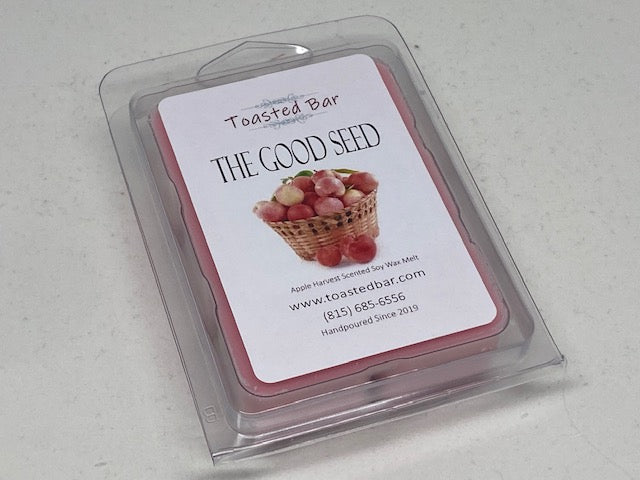 Toasted Bar
THE GOOD SEED
Apple Harvest Scented Soy Wax Melt
www.toastedbar.com
(815) 685-6556
Handpoured Since 2019